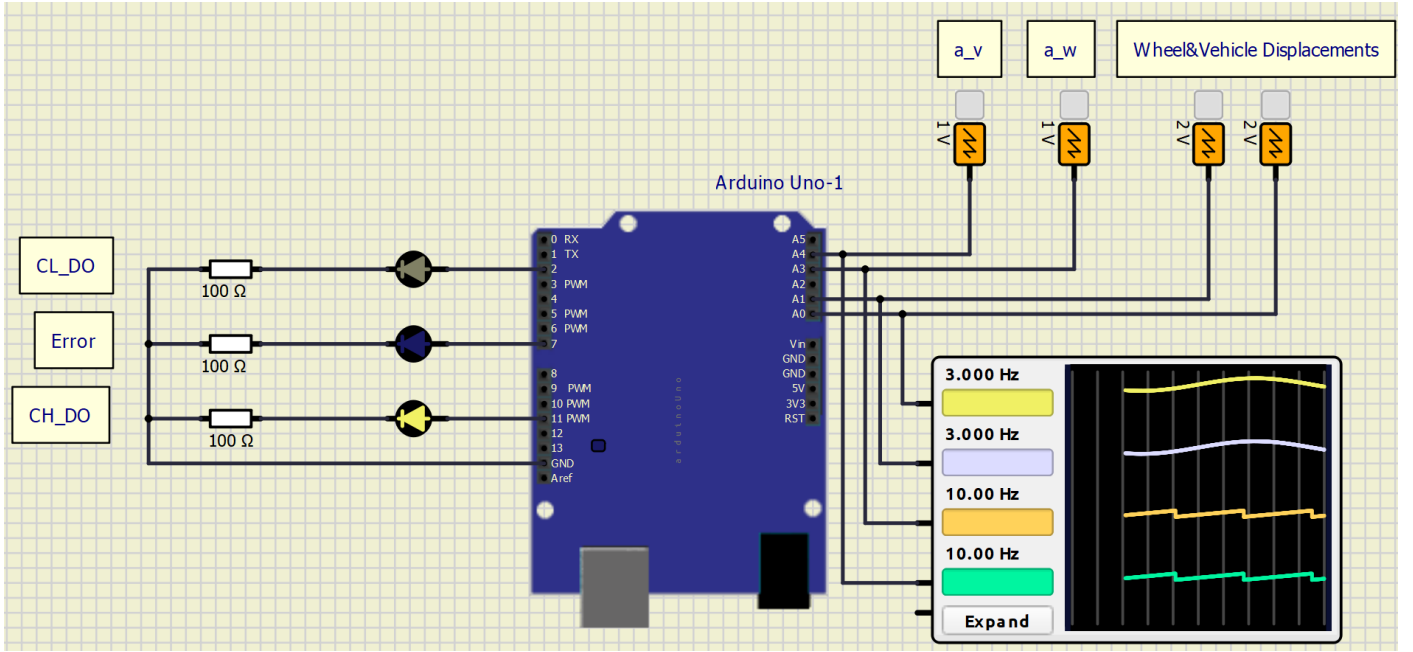 a_v
a_w
Wheel&Vehicle Displacements
1 V
1 V
2 V
2 V
Arduino Uno-1
CL_DO
100 Ω
Error
100 Ω
CH_DO
100 Ω
0 RX
1 TX
2
3 PWM
4
5 PWM
6 PWM
7
8
9 PWM
10 PWM
11 PWM
12
13
GND
Aref
arduinoUno
A5
A4
A3
A2
A1
A0
Vin
GND
GND
5V
3V3
RST
3.000 Hz
3.000 Hz
10.00 Hz
10.00 Hz
Expand